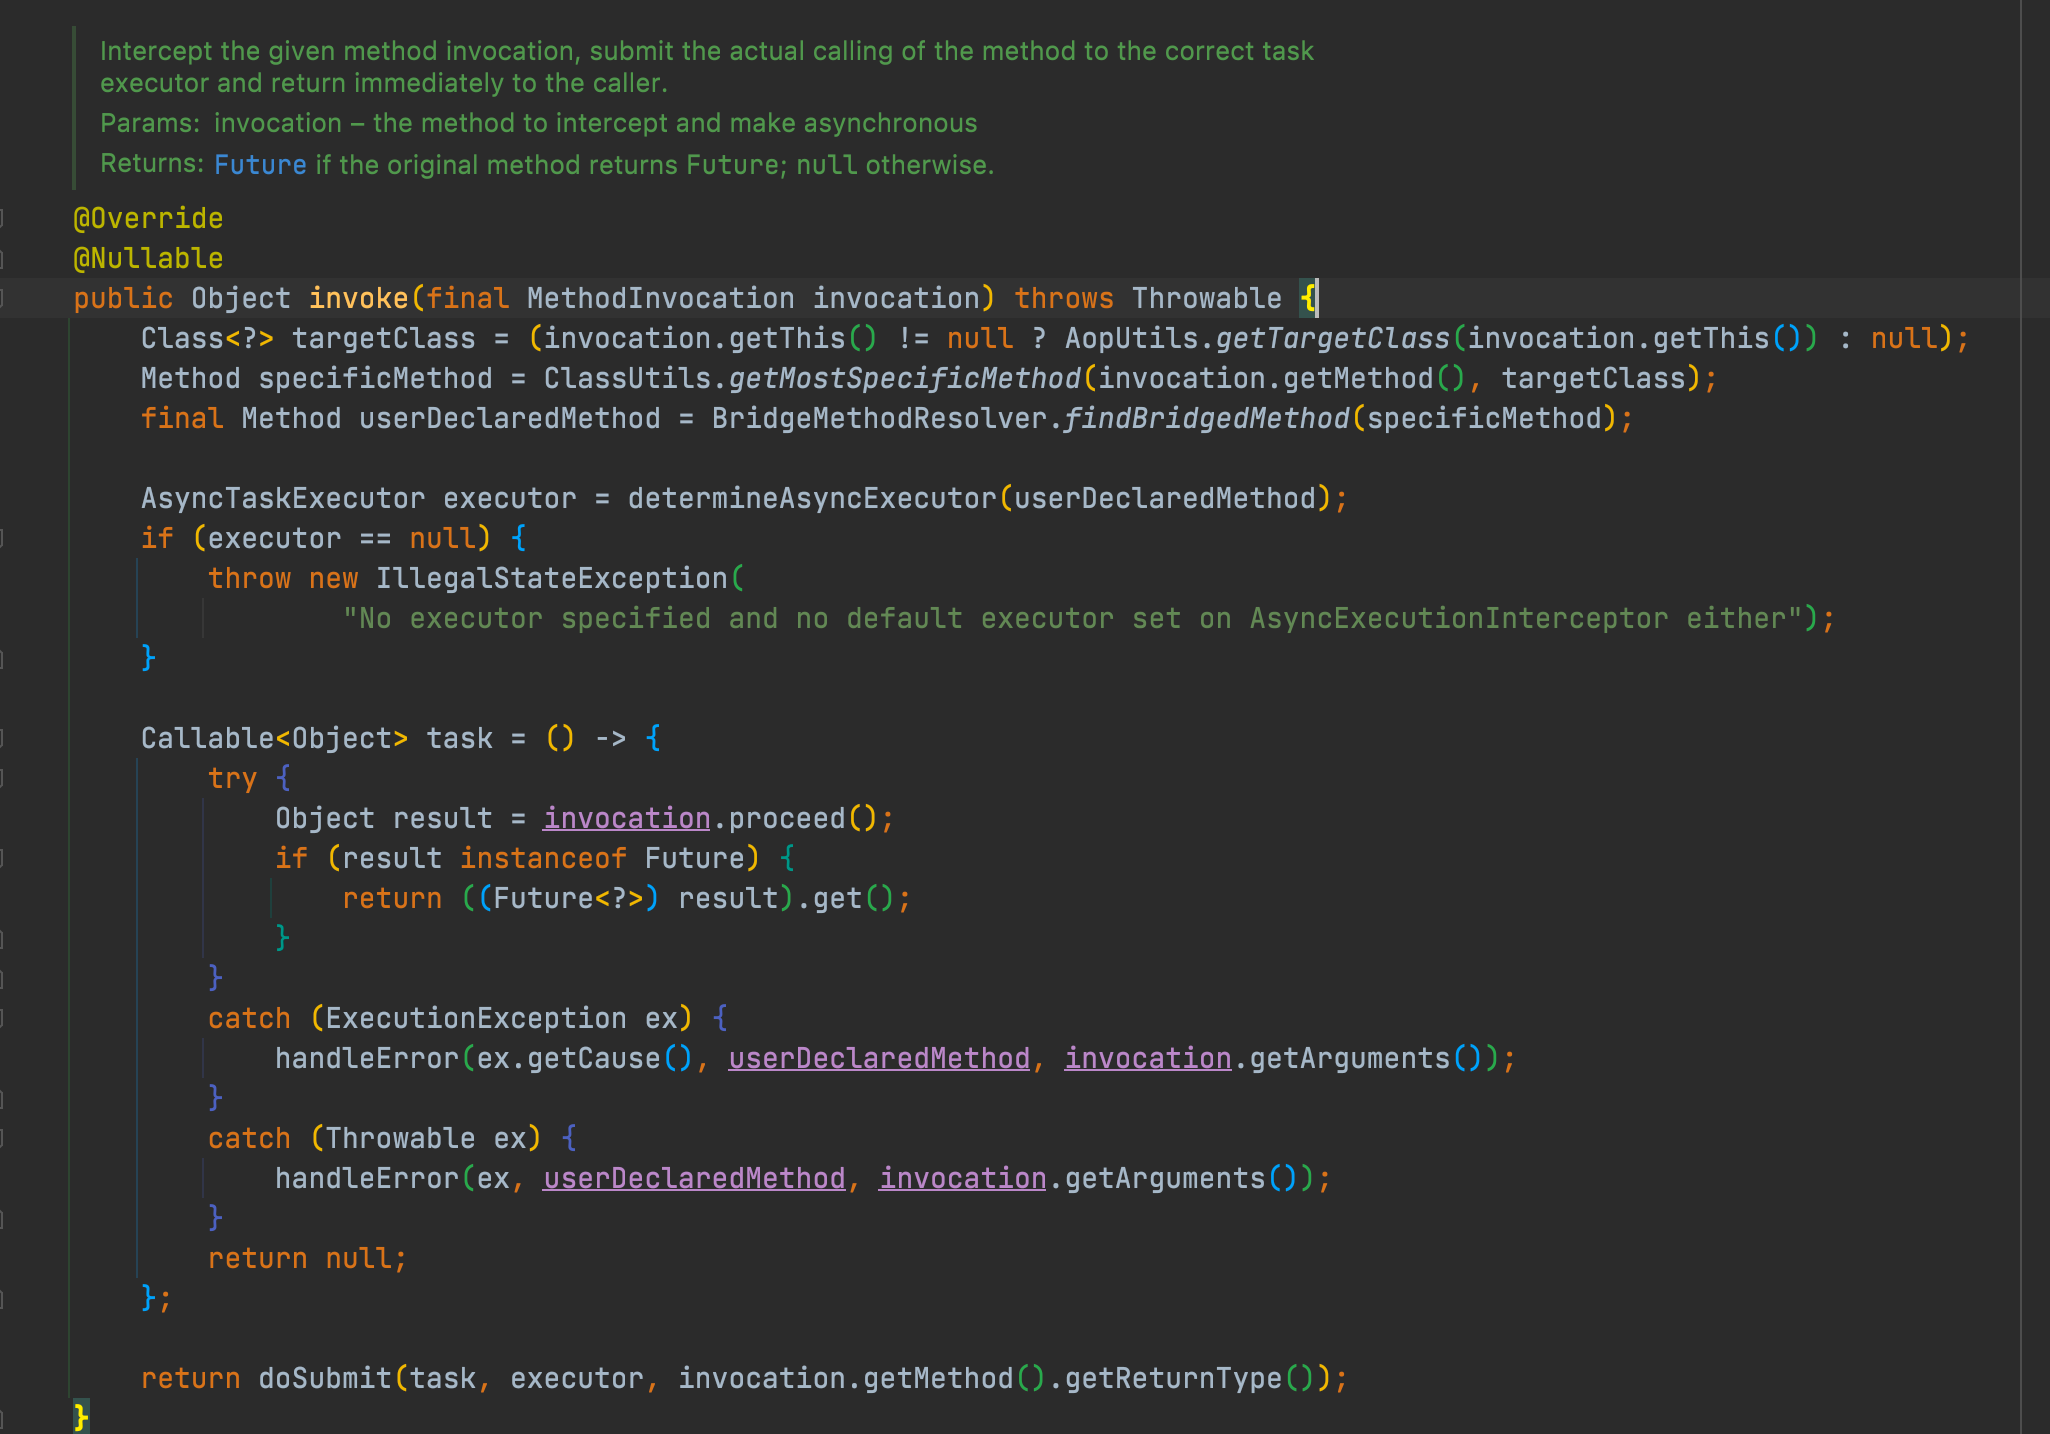 Intercept the given method invocation, submit the actual calling of the method to the correct task
executor and return immediately to the caller.
Params: invocation – the method to intercept and make asynchronous
Returns: Future if the original method returns Future; null otherwise.
@Override
@Nullable
public Object invoke(final MethodInvocation invocation) throws Throwable {
    Class<?> targetClass = (invocation.getThis() != null ? AopUtils.getTargetClass(invocation.getThis()) : null);
    Method specificMethod = ClassUtils.getMostSpecificMethod(invocation.getMethod(), targetClass);
    final Method userDeclaredMethod = BridgeMethodResolver.findBridgedMethod(specificMethod);
    AsyncTaskExecutor executor = determineAsyncExecutor(userDeclaredMethod);
    if (executor == null) {
        throw new IllegalStateException(
                "No executor specified and no default executor set on AsyncExecutionInterceptor either");
    }
    Callable<Object> task = () -> {
        try {
            Object result = invocation.proceed();
            if (result instanceof Future) {
                return ((Future<?>) result).get();
            }
        }
        catch (ExecutionException ex) {
            handleError(ex.getCause(), userDeclaredMethod, invocation.getArguments());
        }
        catch (Throwable ex) {
            handleError(ex, userDeclaredMethod, invocation.getArguments());
        }
        return null;
    };
    return doSubmit(task, executor, invocation.getMethod().getReturnType());
}